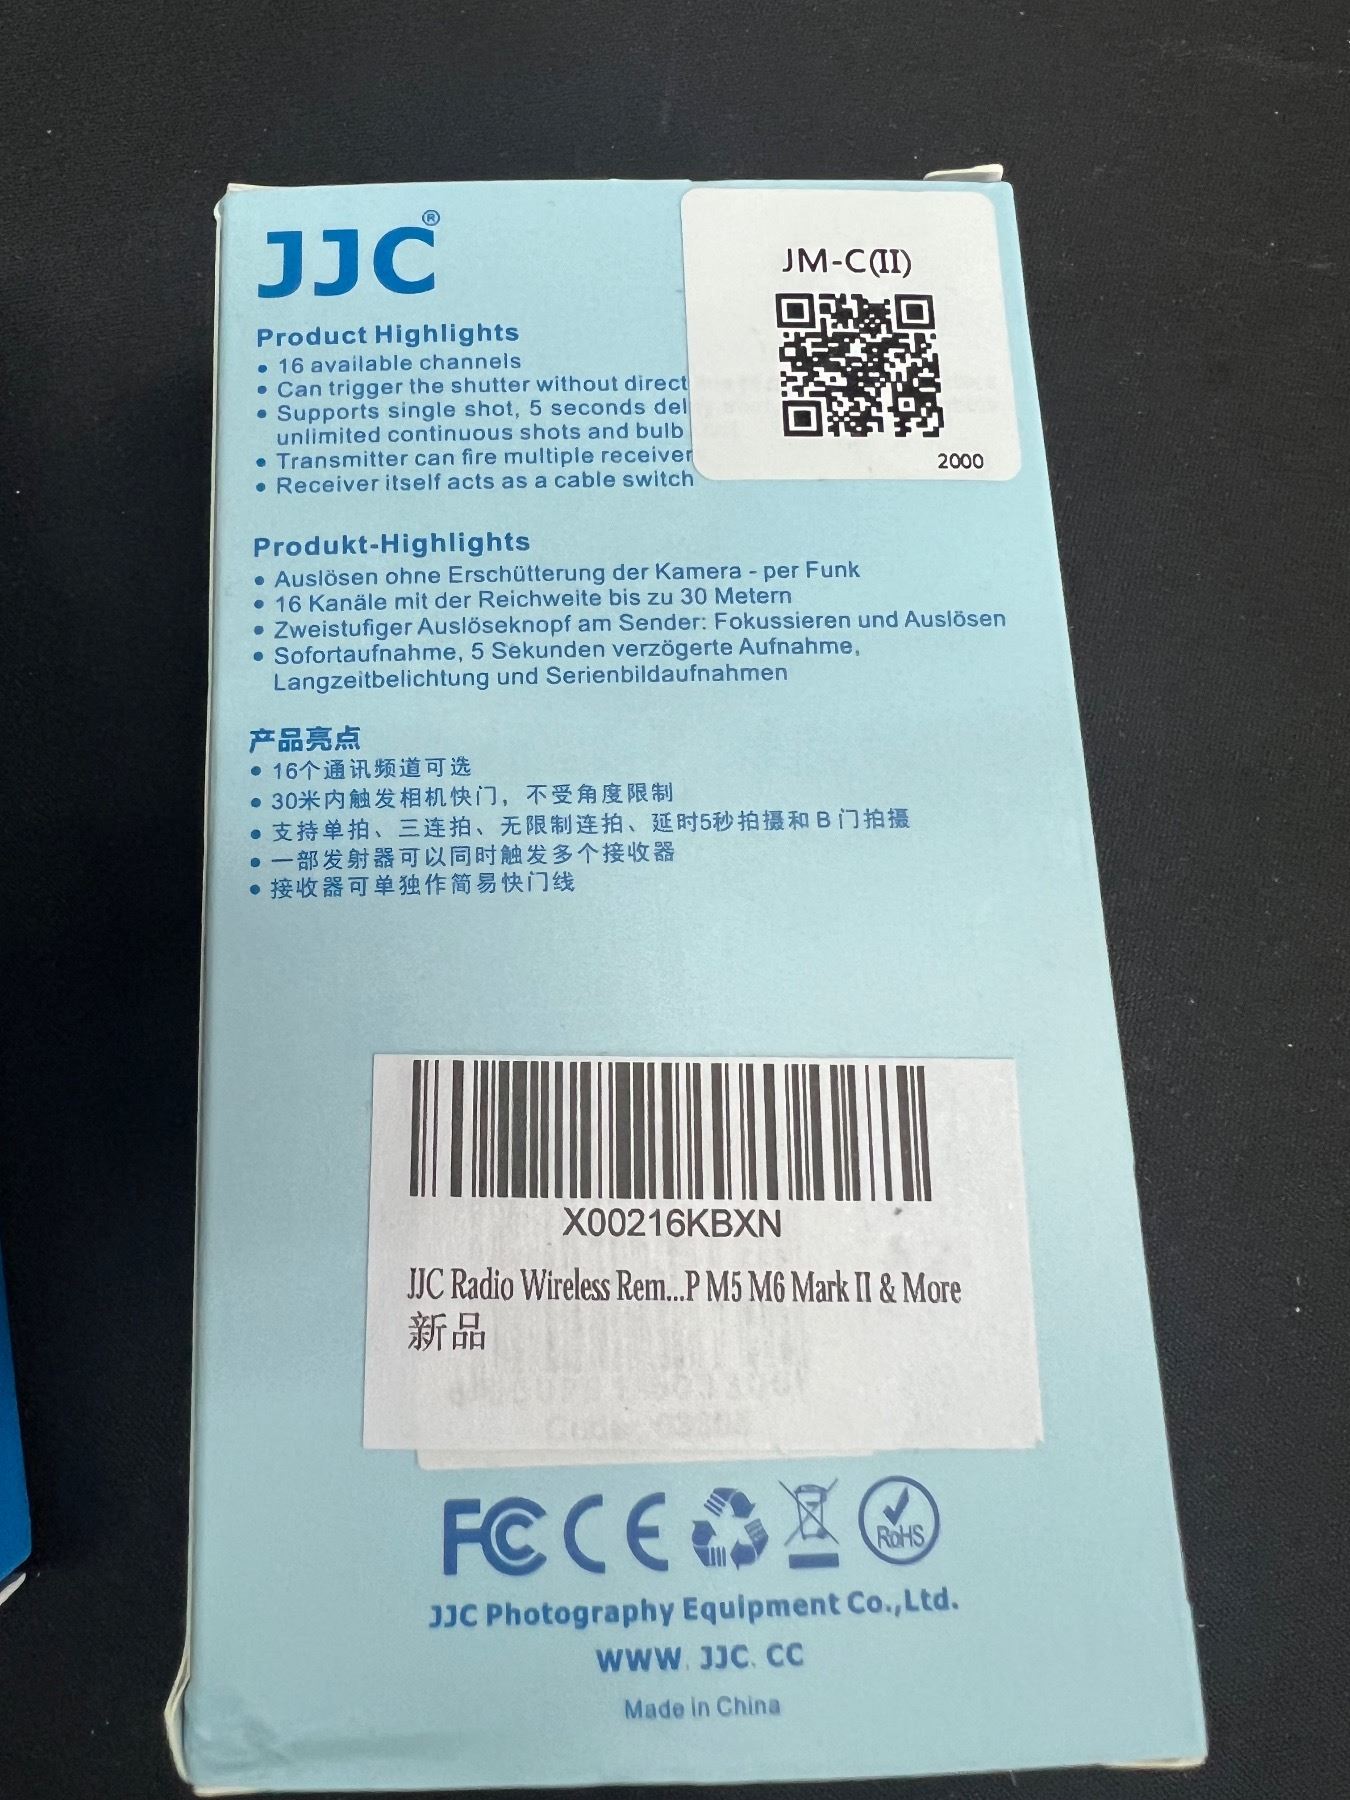 JJC®
Product Highlights
• 16 available channels
• Can trigger the shutter without direct
• Supports single shot, 5 seconds del
unlimited continuous shots and bulb
• Transmitter can fire multiple receiver
• Receiver itself acts as a cable switch
JM-C(II)
2000
Produkt-Highlights
• Auslösen ohne Erschütterung der Kamera - per Funk
• 16 Kanäle mit der Reichweite bis zu 30 Metern
• Zweistufiger Auslöseknopf am Sender: Fokussieren und Auslösen
• Sofortaufnahme, 5 Sekunden verzögerte Aufnahme,
Langzeitbelichtung und Serienbildaufnahmen
产品亮点
• 16个通讯频道可选
• 30米内触发相机快门，不受角度限制
• 支持单拍、三连拍、无限制连拍、延时5秒拍摄和 B 门拍摄
• 一部发射器可以同时触发多个接收器
• 接收器可单独作简易快门线
X00216KBXN
JJC Radio Wireless Rem...P M5 M6 Mark II & More
新品
FC CE RoHS
JJC Photography Equipment Co.,Ltd.
WWW.JJC.CC
Made in China